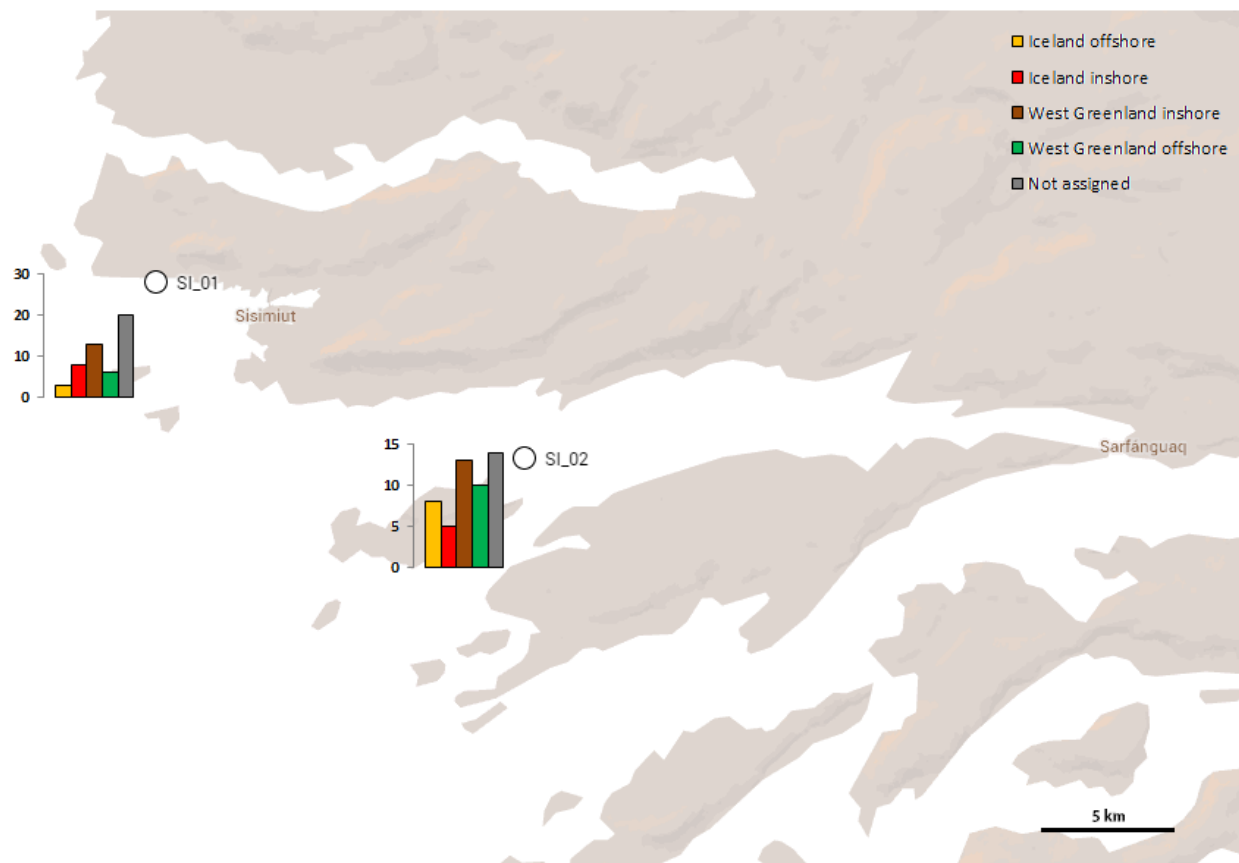 Iceland offshore
Iceland inshore
West Greenland inshore
West Greenland offshore
Not assigned
30
20
10
0
SI_01
Sisimiut
15
10
5
0
SI_02
Sarfánguaq
5 km